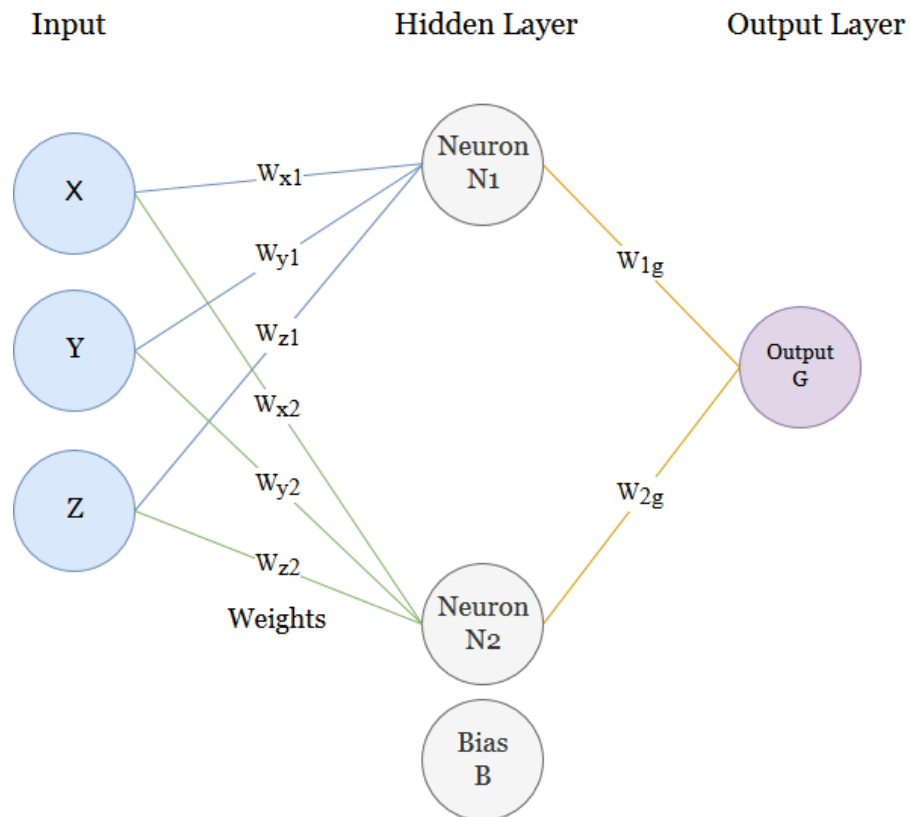 Input
Hidden Layer
Output Layer
X
Y
Z
Wx1
Wy1
Wz1
Wx2
Wy2
Wz2
Weights
Neuron
N1
Neuron
N2
Bias
B
W1g
W2g
Output
G